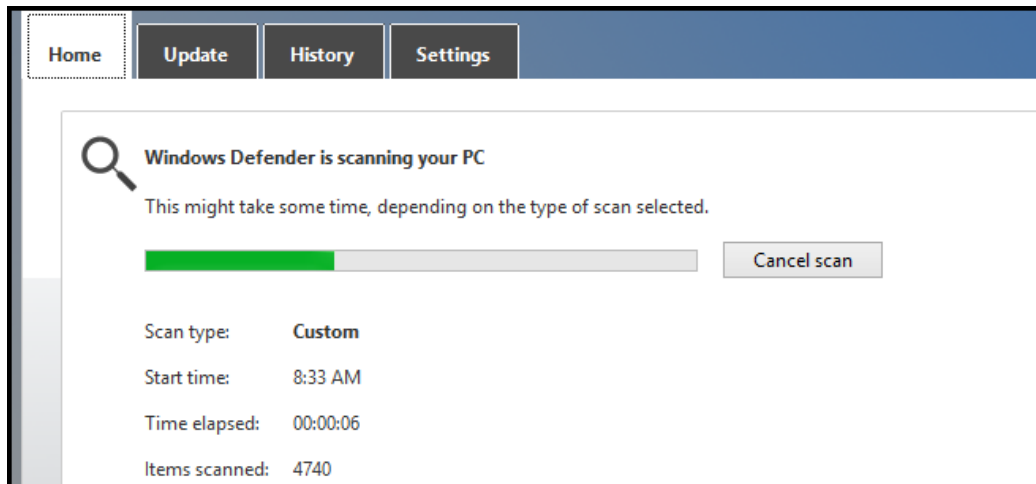 Home Update History Settings
Windows Defender is scanning your PC
This might take some time, depending on the type of scan selected.
Cancel scan
Scan type: Custom
Start time: 8:33 AM
Time elapsed: 00:00:06
Items scanned: 4740